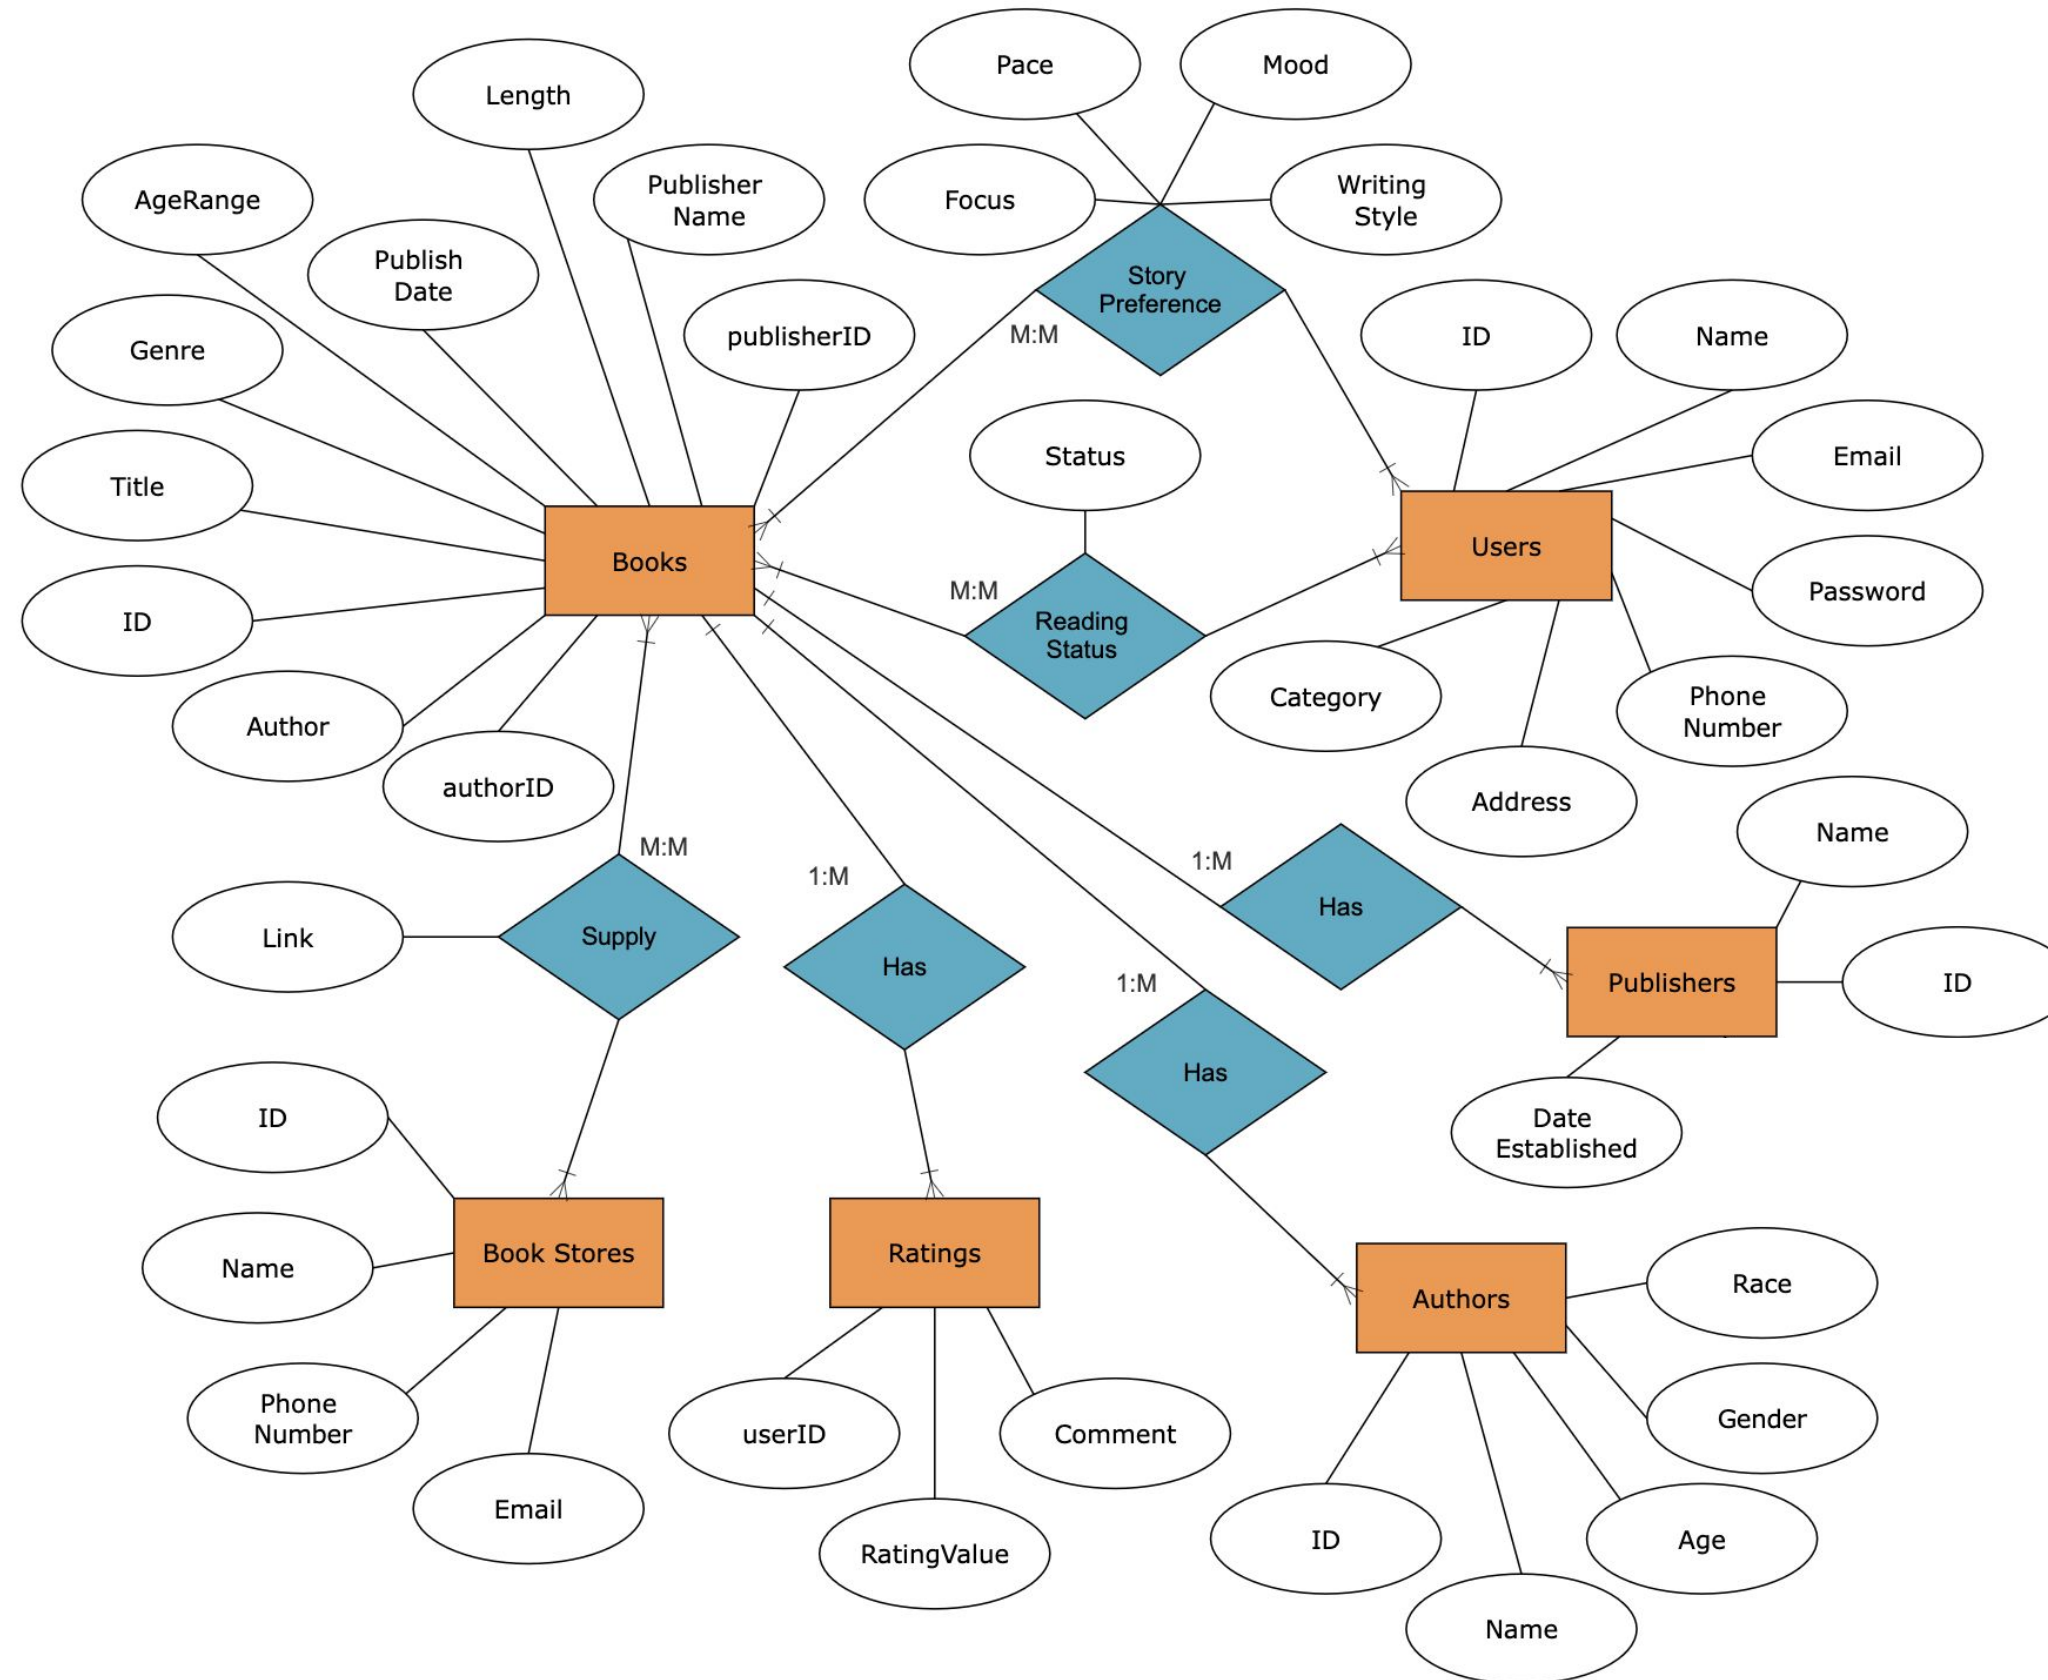 Pace
Mood
Length
Focus
Writing
Style
Publisher
Name
AgeRange
Publish
Date
Story
Preference
publisherID
M:M
ID
Name
Genre
Status
Email
Title
Books
Users
M:M
Reading
Status
Password
ID
Category
Phone
Number
Author
authorID
Address
M:M
1:M
1:M
Name
Has
Link
Supply
Has
1:M
Publishers
ID
Has
ID
Date
Established
Name
Book Stores
Ratings
Authors
Race
Phone
Number
userID
Comment
Gender
Email
RatingValue
ID
Age
Name